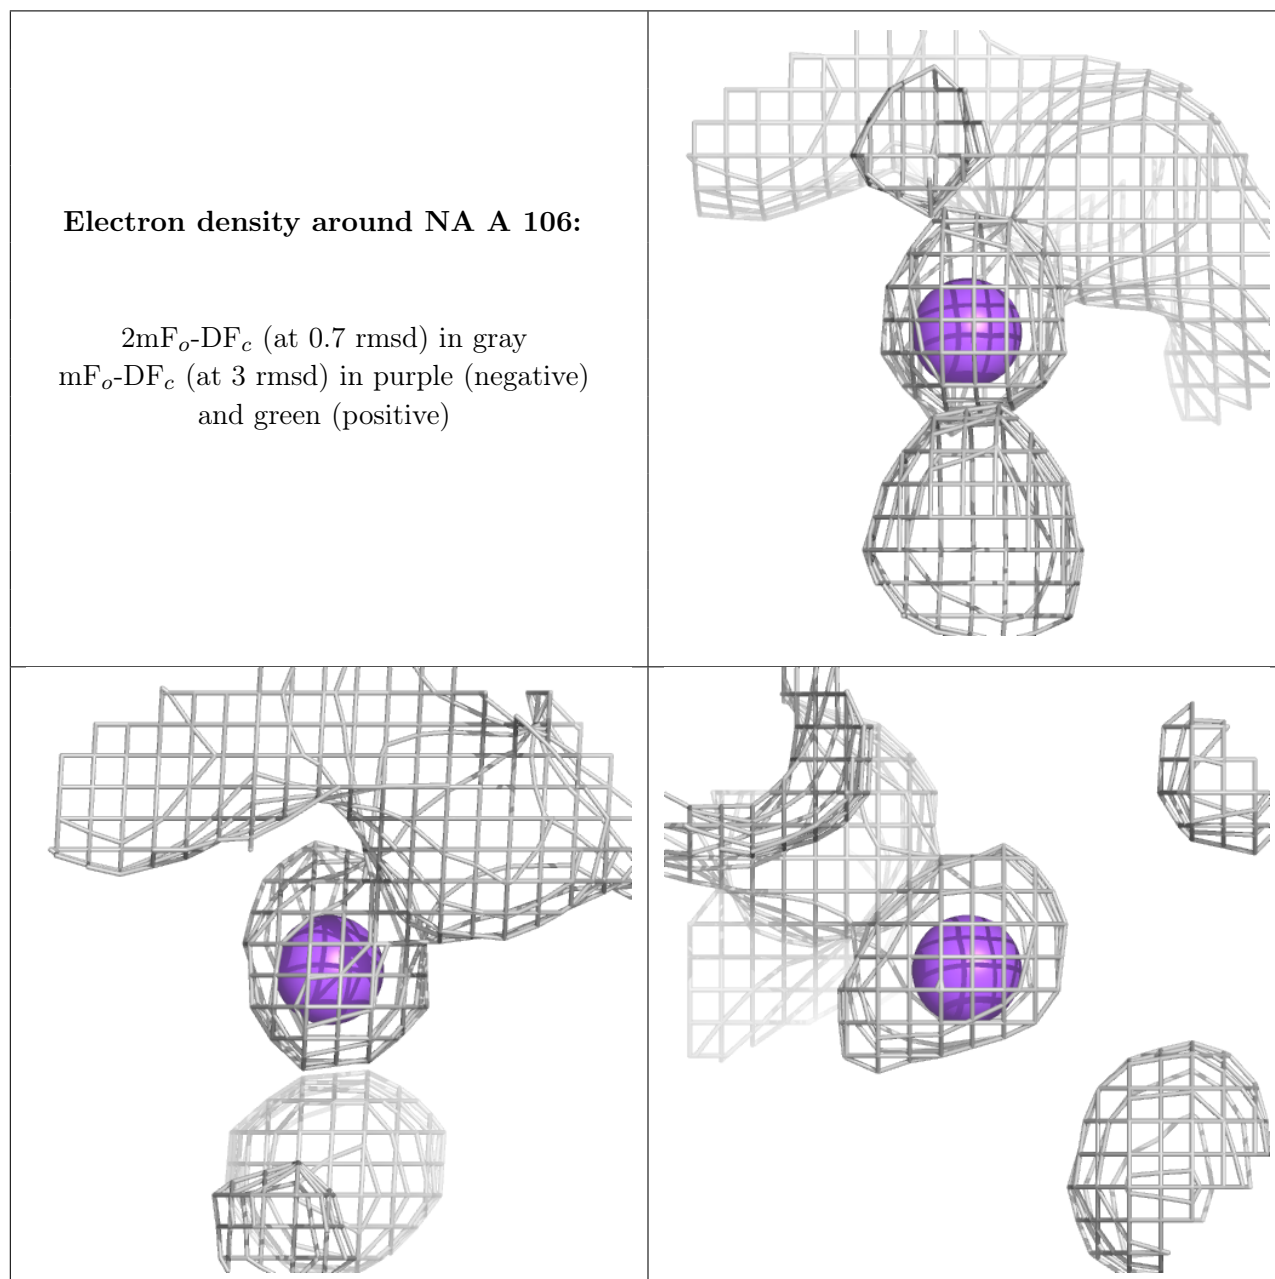 Electron density around NA A 106:
2mFo-DFc (at 0.7 rmsd) in gray
mFo-DFc (at 3 rmsd) in purple (negative)
and green (positive)